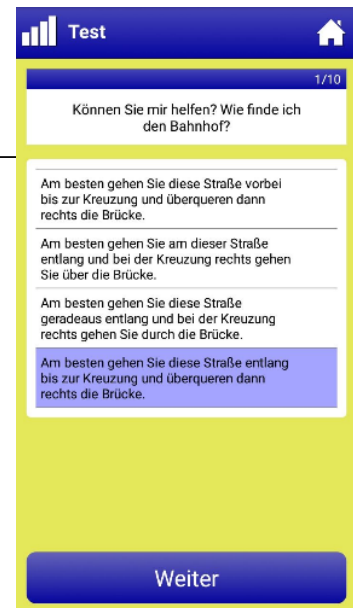 Test
1/10
Können Sie mir helfen? Wie finde ich
den Bahnhof?
Am besten gehen Sie diese Straße vorbei
bis zur Kreuzung und überqueren dann
rechts die Brücke.
Am besten gehen Sie am dieser Straße
entlang und bei der Kreuzung rechts gehen
Sie über die Brücke.
Am besten gehen Sie diese Straße
geradeaus entlang und bei der Kreuzung
rechts gehen Sie durch die Brücke.
Am besten gehen Sie diese Straße entlang
bis zur Kreuzung und überqueren dann
rechts die Brücke.
Weiter